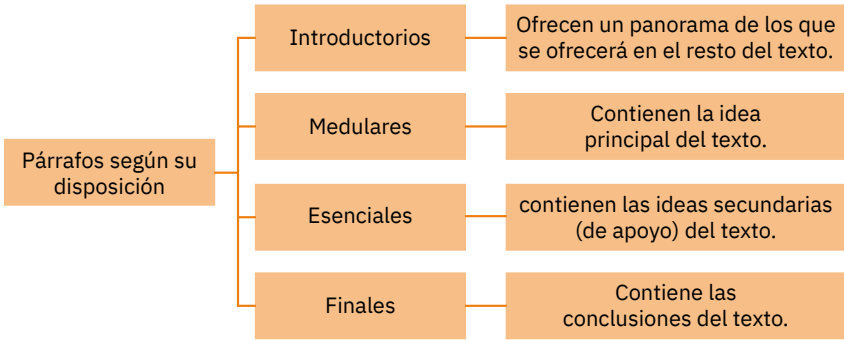 Párrafos según su
disposición
Introductorios
Ofrecen un panorama de los que
se ofrecerá en el resto del texto.
Medulares
Contienen la idea
principal del texto.
Esenciales
contienen las ideas secundarias
(de apoyo) del texto.
Finales
Contiene las
conclusiones del texto.